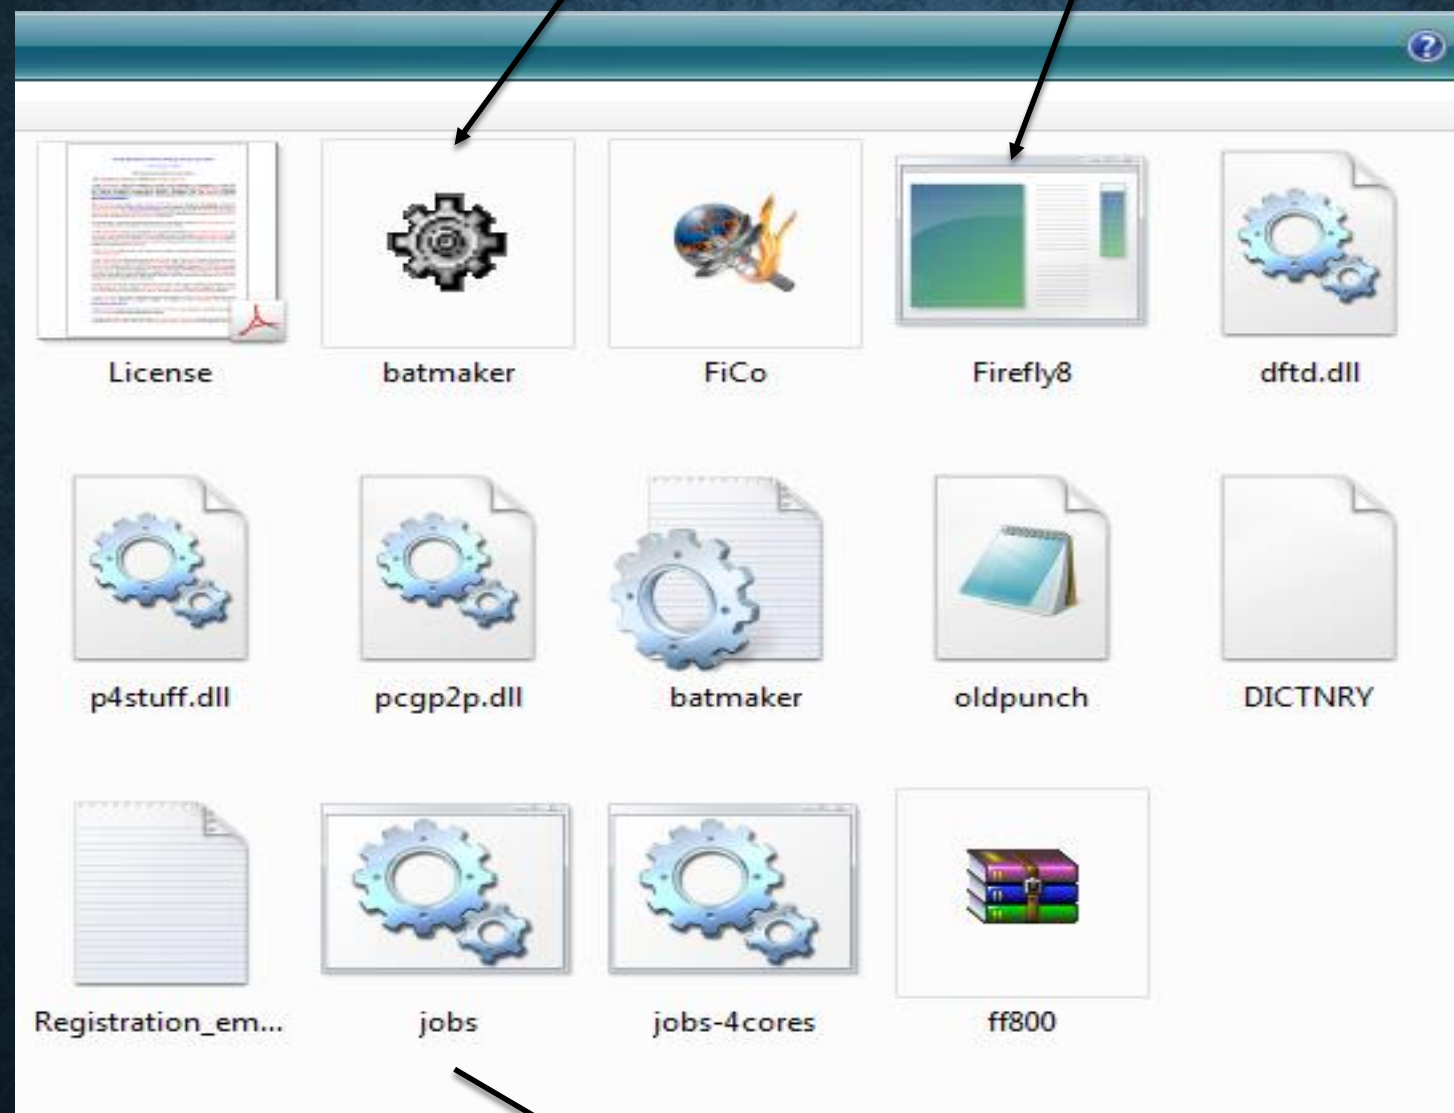 License batmaker FiCo Firefly8 dftd.dll
p4stuff.dll pcgp2p.dll batmaker oldpunch DICTNRY
Registration_em... jobs jobs-4cores ff800